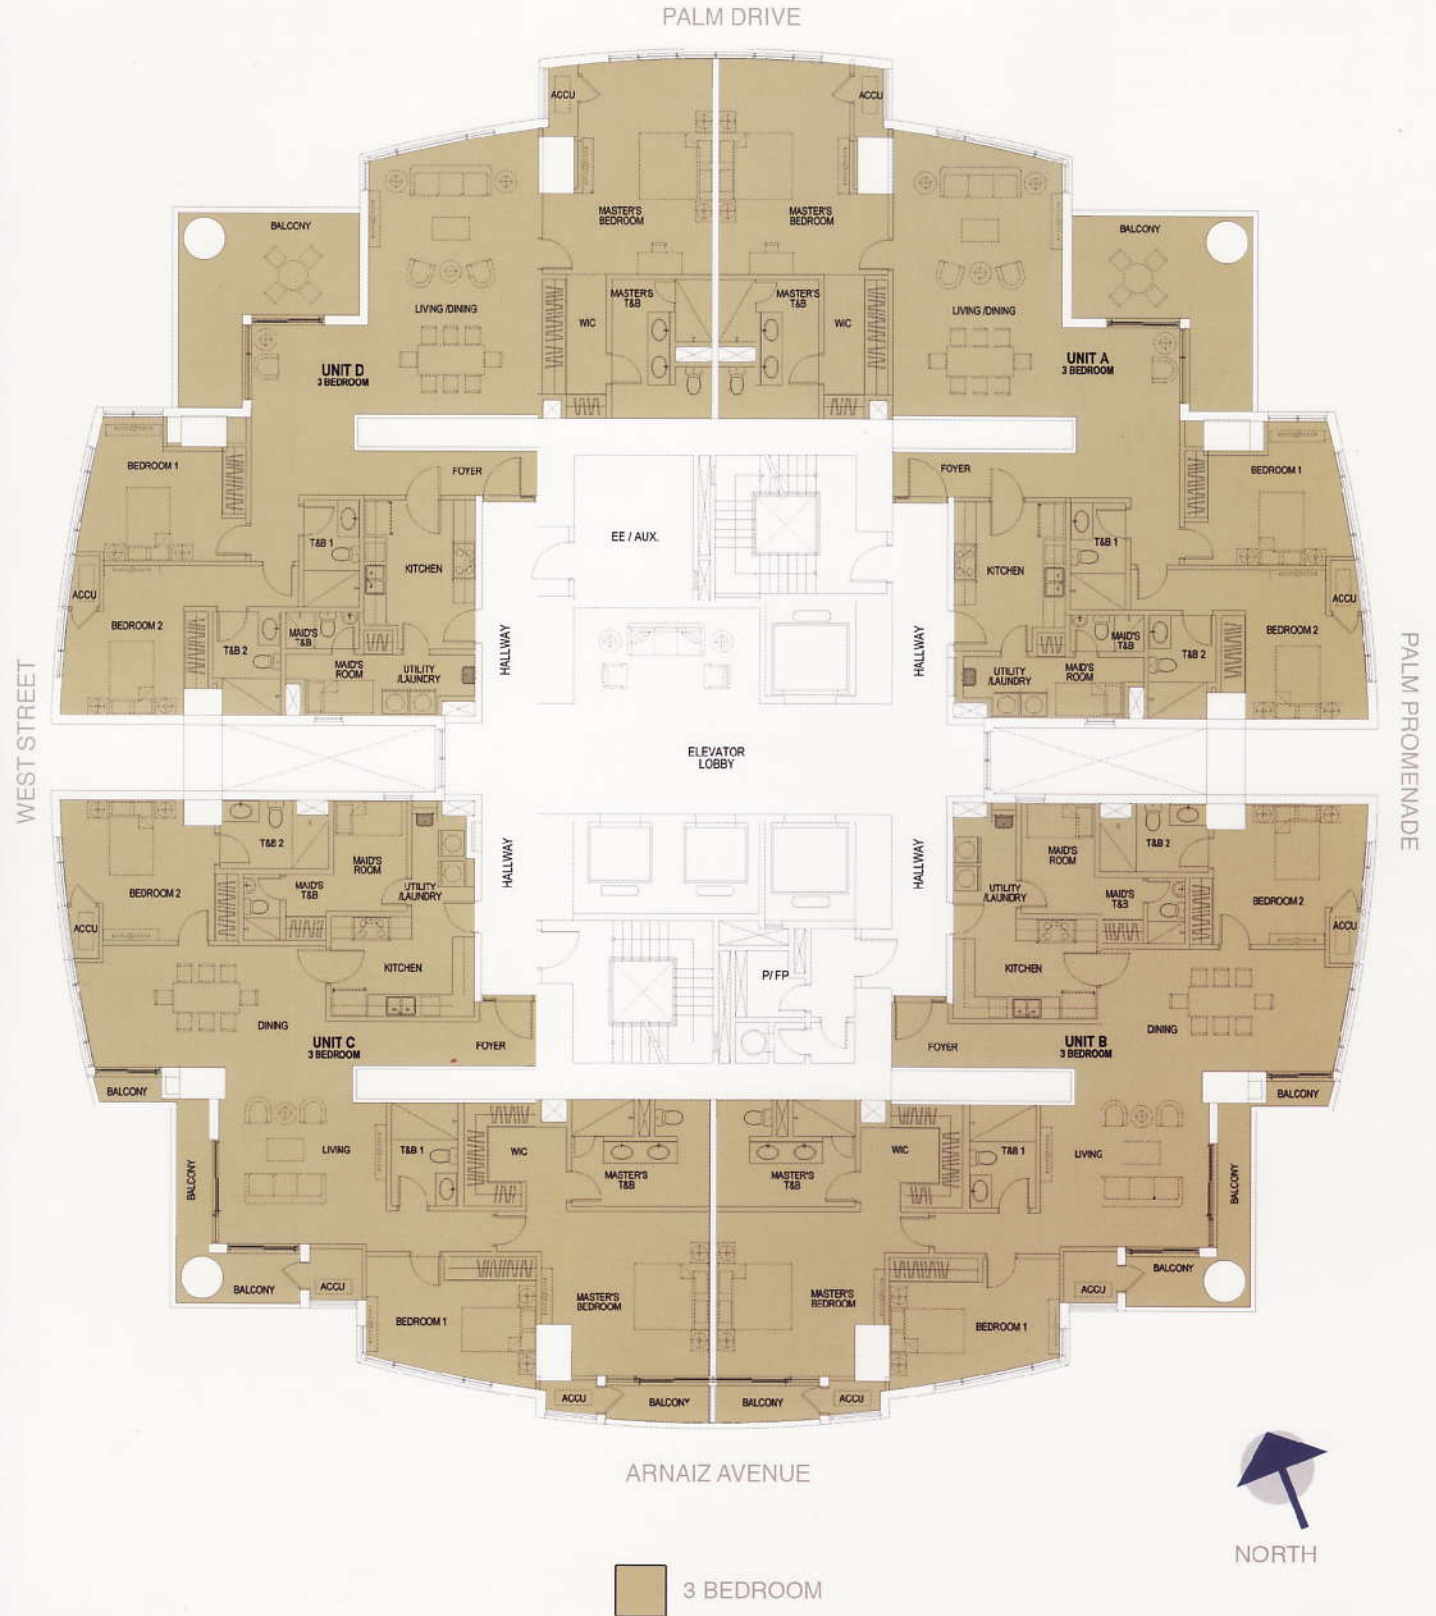 PALM DRIVE
ACCU
ACCU
MASTER'S
BEDROOM
MASTER'S
BEDROOM
BALCONY
BALCONY
LIVING /DINING
MASTER'S
T&B
WIC
MASTER'S
T&B
WIC
LIVING /DINING
UNIT D
3 BEDROOM
UNIT A
3 BEDROOM
BEDROOM 1
FOYER
FOYER
BEDROOM 1
EE / AUX.
T&B 1
KITCHEN
KITCHEN
T&B 1
ACCU
ACCU
BEDROOM 2
T&B 2
MAID'S
T&B
MAID'S
ROOM
UTILITY
/LAUNDRY
HALLWAY
HALLWAY
UTILITY
/LAUNDRY
MAID'S
ROOM
MAID'S
T&B
T&B 2
BEDROOM 2
WEST STREET
PALM PROMENADE
ELEVATOR
LOBBY
T&B 2
MAID'S
ROOM
MAID'S
T&B
UTILITY
/LAUNDRY
BEDROOM 2
ACCU
HALLWAY
HALLWAY
UTILITY
/LAUNDRY
MAID'S
ROOM
MAID'S
T&B
T&B 2
BEDROOM 2
ACCU
KITCHEN
P/ FP
KITCHEN
DINING
DINING
UNIT C
3 BEDROOM
FOYER
FOYER
UNIT B
3 BEDROOM
BALCONY
BALCONY
LIVING
T&B 1
WIC
MASTER'S
T&B
MASTER'S
T&B
WIC
T&B 1
LIVING
BALCONY
BALCONY
BALCONY
ACCU
ACCU
BALCONY
BEDROOM 1
MASTER'S
BEDROOM
MASTER'S
BEDROOM
BEDROOM 1
ACCU
BALCONY
BALCONY
ACCU
ARNAIZ AVENUE
NORTH
3 BEDROOM